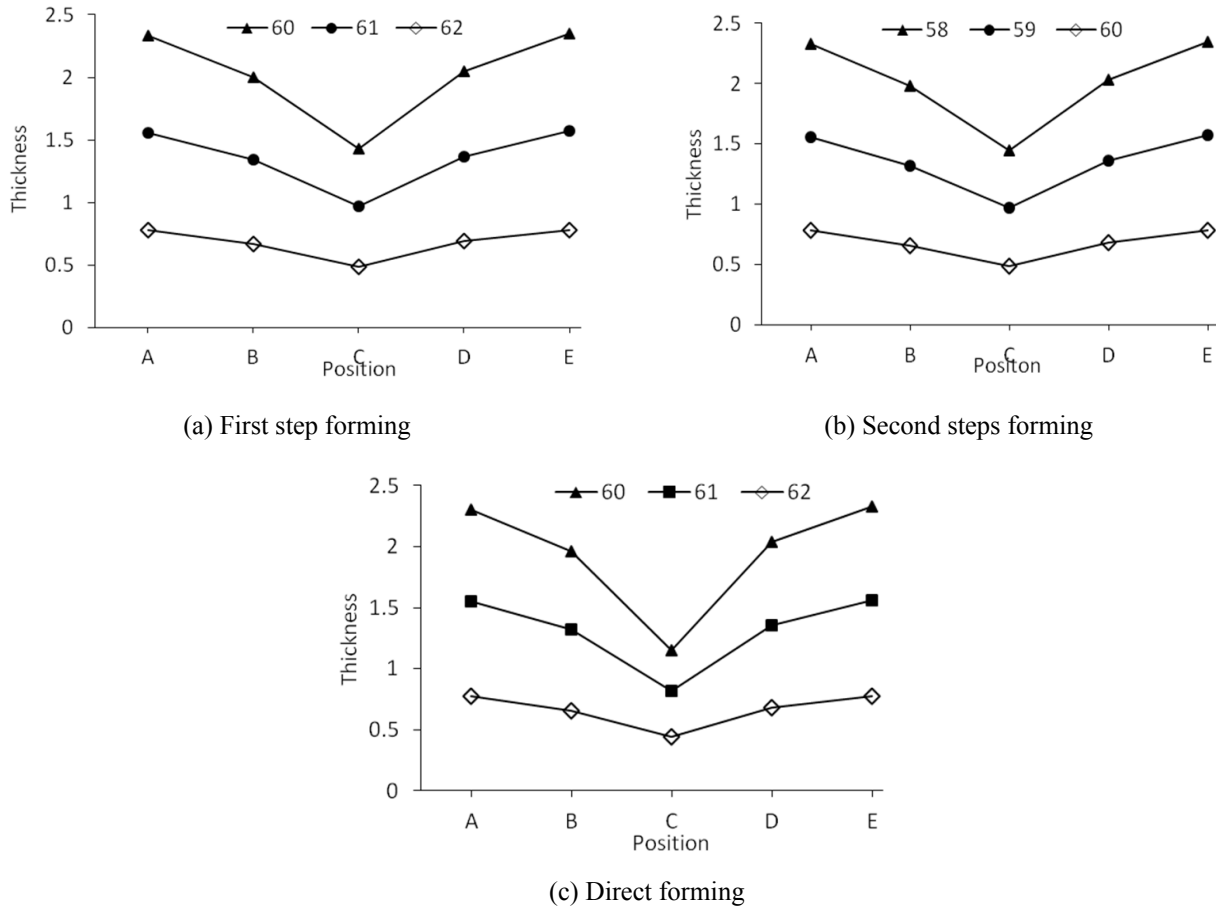 2.5
60 61 62
2
1.5
1
0.5
0
Thickness
A B C D E
Position
(a) First step forming
2.5
58 59 60
2
1.5
1
0.5
0
Thickness
A B C D E
Positon
(b) Second steps forming
2.5
60 61 62
2
1.5
1
0.5
0
Thickness
A B C D E
Position
(c) Direct forming